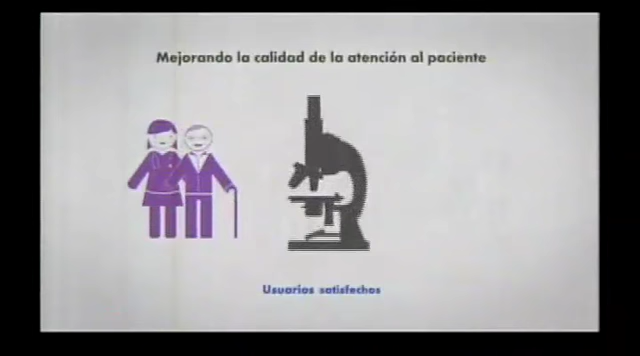 Mejorando la calidad de la atención al paciente
Usuarios satisfechos